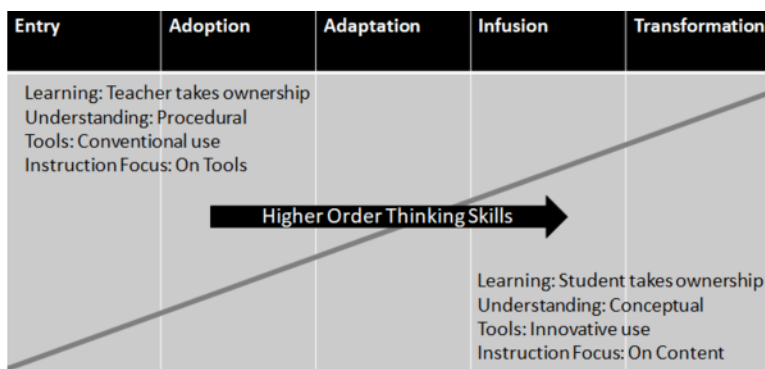 Entry Adoption Adaptation Infusion Transformation
Learning: Teacher takes ownership
Understanding: Procedural
Tools: Conventional use
Instruction Focus: On Tools
Higher Order Thinking Skills
Learning: Student takes ownership
Understanding: Conceptual
Tools: Innovative use
Instruction Focus: On Content